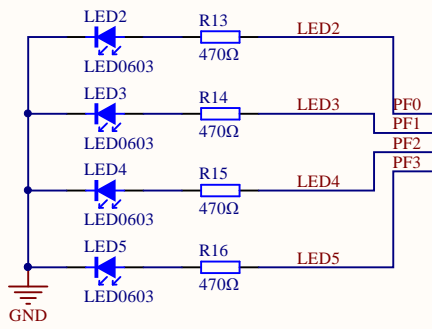 LED2
R13
LED2
LED0603
470Ω
PF0
LED3
R14
LED3
PF1
LED0603
470Ω
PF2
LED4
R15
PF3
LED4
LED0603
470Ω
LED5
R16
LED5
LED0603
470Ω
GND